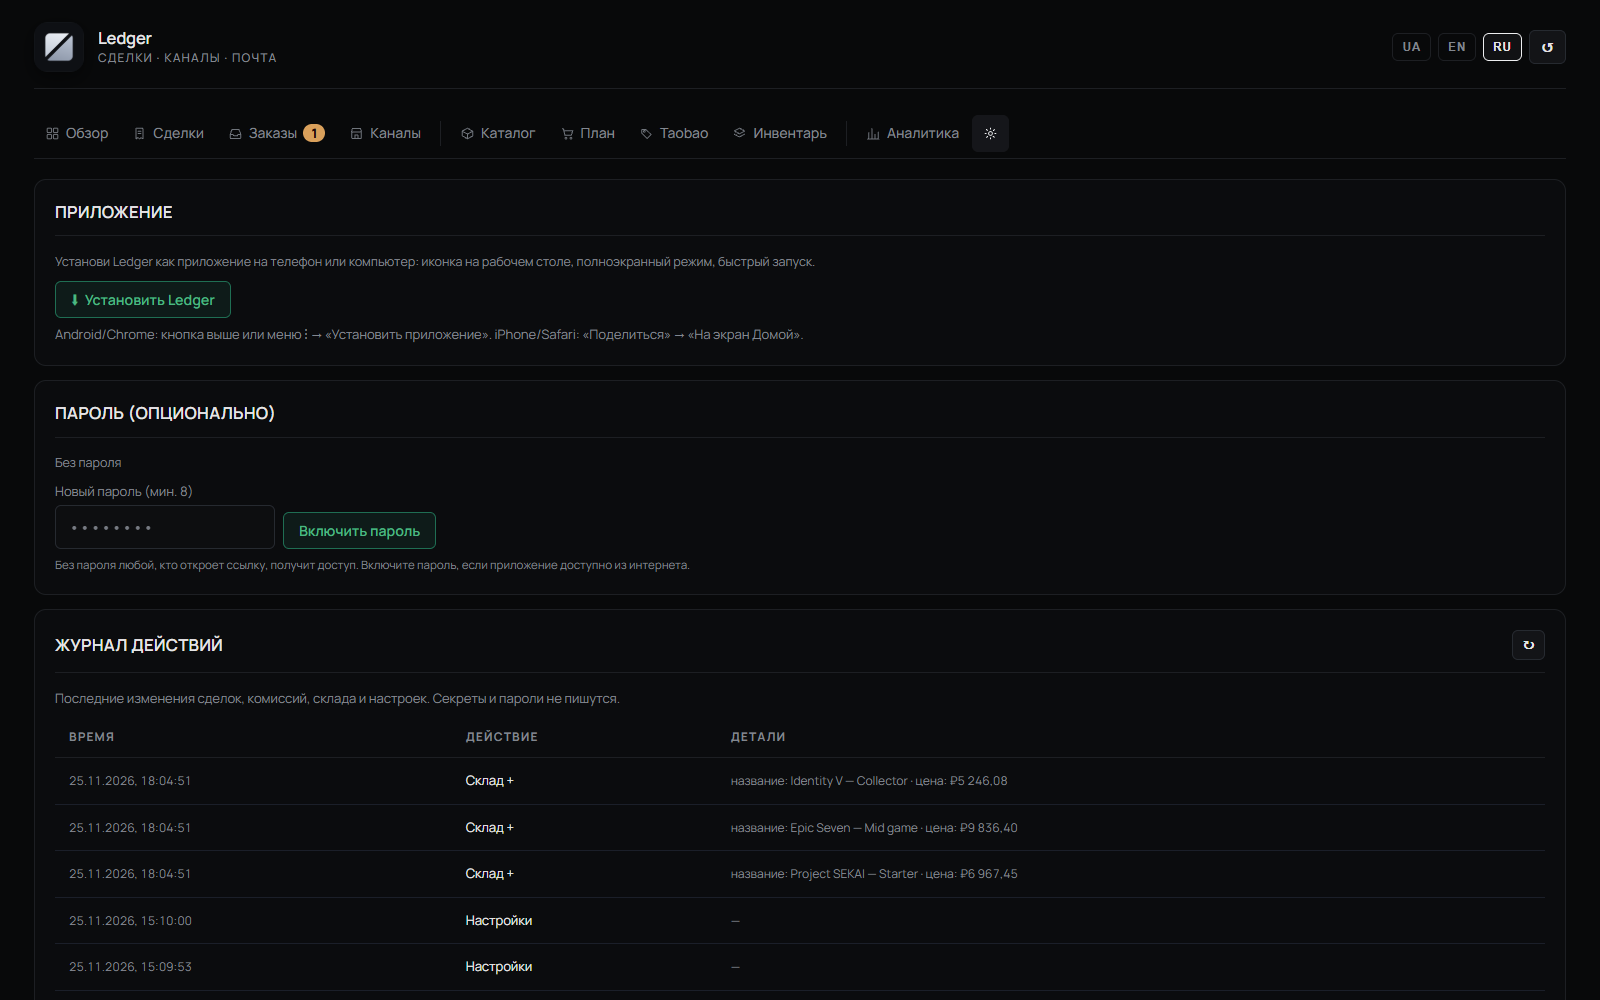 Ledger
СДЕЛКИ · КАНАЛЫ · ПОЧТА
UA EN RU
Обзор Сделки Заказы 1 Каналы Каталог План Taobao Инвентарь Аналитика
ПРИЛОЖЕНИЕ
Установи Ledger как приложение на телефон или компьютер: иконка на рабочем столе, полноэкранный режим, быстрый запуск.
⬇ Установить Ledger
Android/Chrome: кнопка выше или меню ⋮ → «Установить приложение». iPhone/Safari: «Поделиться» → «На экран Домой».
ПАРОЛЬ (ОПЦИОНАЛЬНО)
Без пароля
Новый пароль (мин. 8)
••••••••
Включить пароль
Без пароля любой, кто откроет ссылку, получит доступ. Включите пароль, если приложение доступно из интернета.
ЖУРНАЛ ДЕЙСТВИЙ
Последние изменения сделок, комиссий, склада и настроек. Секреты и пароли не пишутся.
ВРЕМЯ ДЕЙСТВИЕ ДЕТАЛИ
25.11.2026, 18:04:51 Склад + название: Identity V — Collector · цена: ₽5 246,08
25.11.2026, 18:04:51 Склад + название: Epic Seven — Mid game · цена: ₽9 836,40
25.11.2026, 18:04:51 Склад + название: Project SEKAI — Starter · цена: ₽6 967,45
25.11.2026, 15:10:00 Настройки —
25.11.2026, 15:09:53 Настройки —